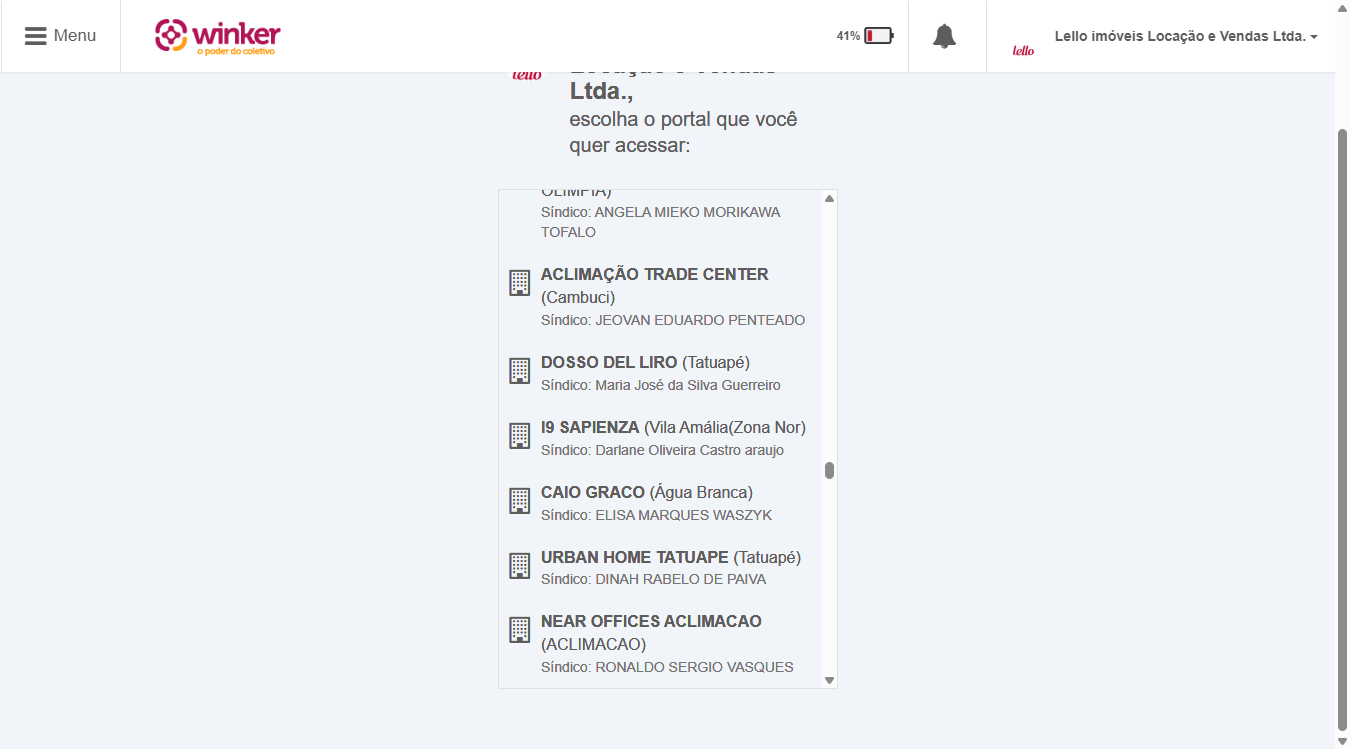 Menu
winker
o poder do coletivo
41%
lello
Lello imóveis Locação e Vendas Ltda.
lello
Locação e Vendas
Ltda.,
escolha o portal que você
quer acessar:
OLIMPIA)
Síndico: ANGELA MIEKO MORIKAWA
TOFALO
ACLIMAÇÃO TRADE CENTER
(Cambuci)
Síndico: JEOVAN EDUARDO PENTEADO
DOSSO DEL LIRO (Tatuapé)
Síndico: Maria José da Silva Guerreiro
I9 SAPIENZA (Vila Amália(Zona Nor)
Síndico: Darlane Oliveira Castro araujo
CAIO GRACO (Água Branca)
Síndico: ELISA MARQUES WASZYK
URBAN HOME TATUAPE (Tatuapé)
Síndico: DINAH RABELO DE PAIVA
NEAR OFFICES ACLIMACAO
(ACLIMACAO)
Síndico: RONALDO SERGIO VASQUES